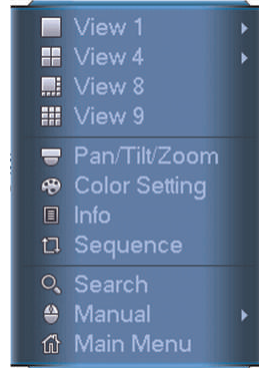 View 1
View 4
View 8
View 9
Pan/Tilt/Zoom
Color Setting
Info
Sequence
Search
Manual
Main Menu